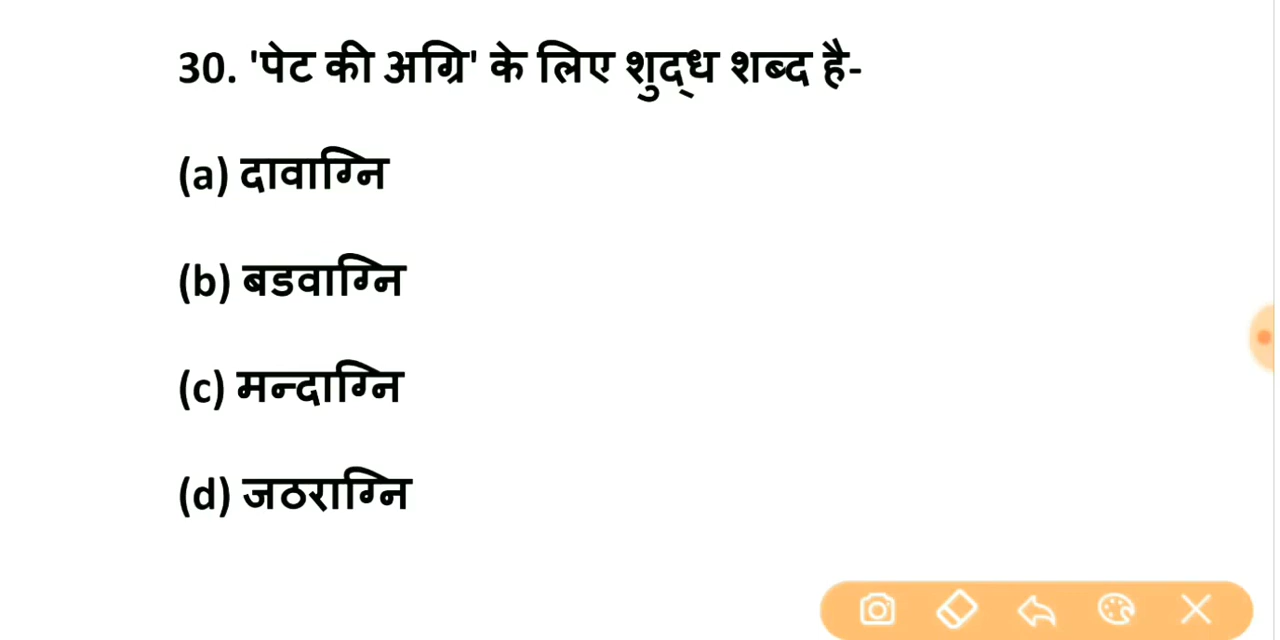 30. 'पेट की अग्रि' के लिए शुद्ध शब्द है-
(a) दावाग्नि
(b) बडवाग्नि
(c) मन्दाग्नि
(d) जठराग्नि